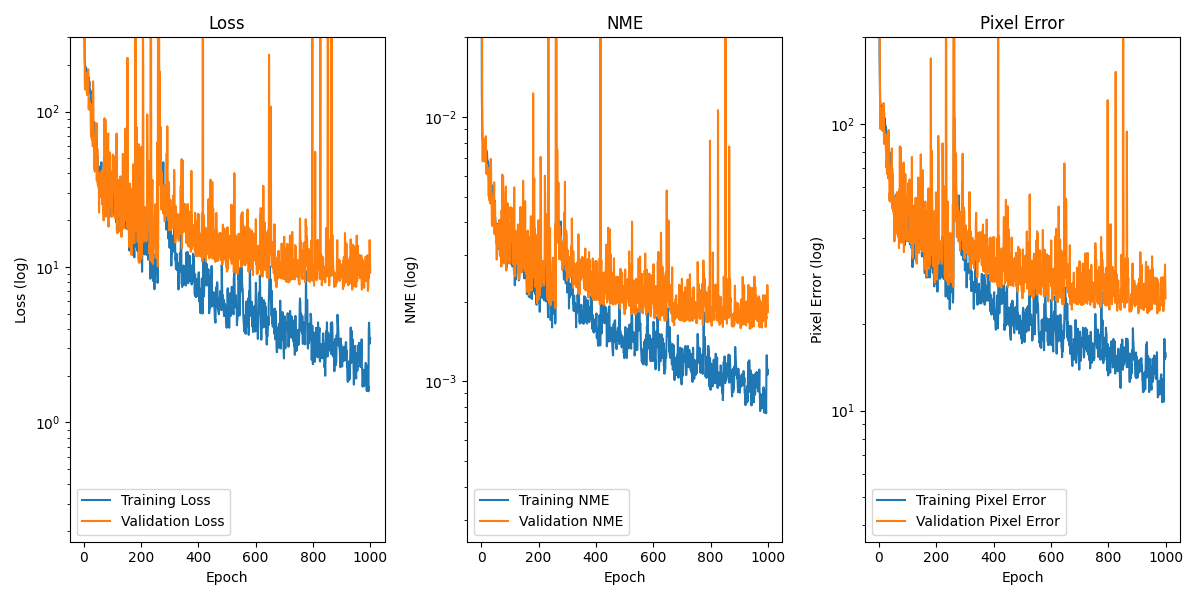 Loss
NME
Pixel Error
Loss (log)
10²
10¹
10⁰
Training Loss
Validation Loss
0 200 400 600 800 1000
Epoch
NME (log)
10⁻²
10⁻³
Training NME
Validation NME
0 200 400 600 800 1000
Epoch
Pixel Error (log)
10²
10¹
Training Pixel Error
Validation Pixel Error
0 200 400 600 800 1000
Epoch